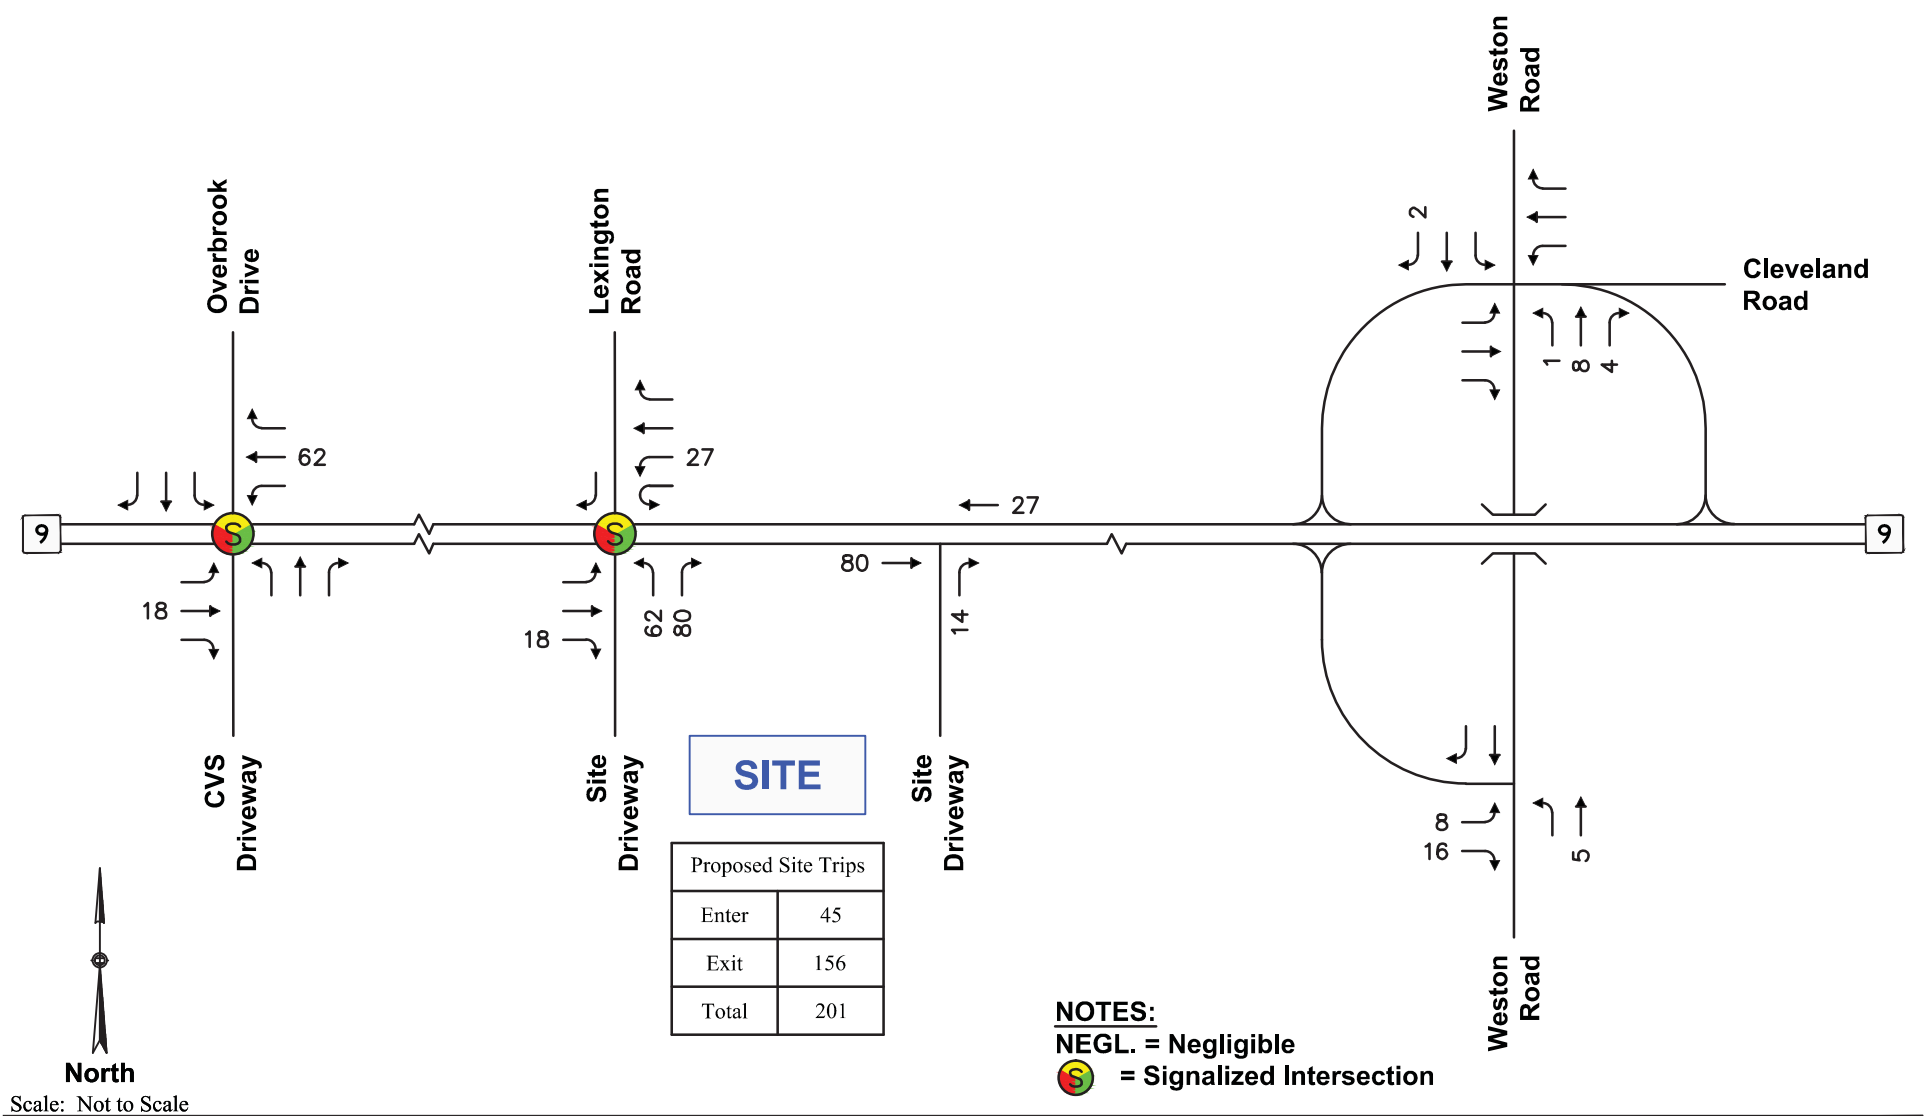 Weston
Road
Overbrook
Drive
Lexington
Road
2
Cleveland
Road
1
8
4
62
27
9
S
S
27
9
80
18
14
18
62
80
CVS
Driveway
Site
Driveway
SITE
Site
Driveway
8
16
5
Proposed Site Trips
Enter 45
Exit 156
Total 201
Weston
Road
NOTES:
NEGL. = Negligible
S = Signalized Intersection
North
Scale: Not to Scale